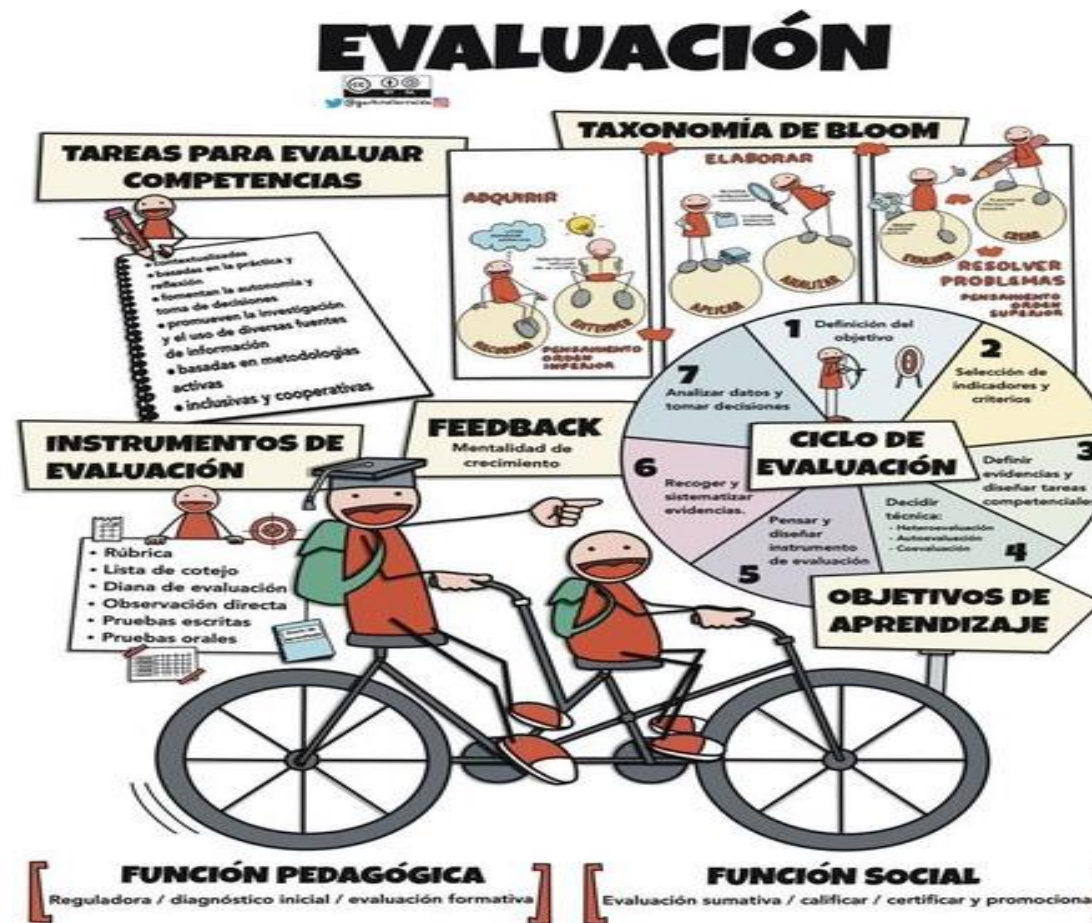 EVALUACIÓN
TAREAS PARA EVALUAR
COMPETENCIAS
• contextualizadas
• basadas en la práctica y
reflexión
• fomentan la autonomía y
toma de decisiones
• promueven la investigación
y el uso de diversas fuentes
de información
• basadas en metodologias
activas
• inclusivas y cooperativas
TAXONOMÍA DE BLOOM
ADQUIRIR
RECORDAR
ENTENDER
PENSAMIENTO
ORDEN
INFERIOR
ELABORAR
APLICAR
ANALIZAR
EVALUAR
CREAR
RESOLVER
PROBLEMAS
PENSAMIENTO
ORDEN
SUPERIOR
CICLO DE
EVALUACIÓN
1 Definición del
objetivo
2
Selección de
indicadores y
criterios
3
Definir
evidencias y
diseñar tareas
competenciale
Decidir
técnica:
- Heteroevaluación
- Autoevaluación
- Coevaluación
4
Pensar y
diseñar
instrumento
de evaluación
5
6
Recoger y
sistematizar
evidencias.
7
Analizar datos y
tomar decisiones
FEEDBACK
Mentalidad de
crecimiento
INSTRUMENTOS DE
EVALUACIÓN
• Rúbrica
• Lista de cotejo
• Diana de evaluación
• Observación directa
• Pruebas escritas
• Pruebas orales
OBJETIVOS DE
APRENDIZAJE
FUNCIÓN PEDAGÓGICA
Reguladora / diagnóstico inicial / evaluación formativa
FUNCIÓN SOCIAL
Evaluación sumativa / calificar / certificar y promociona